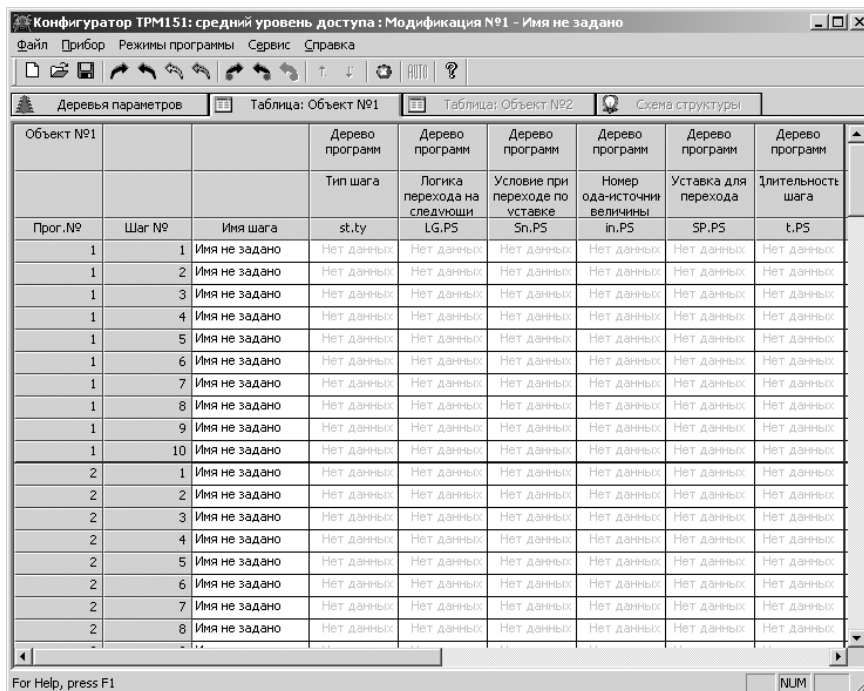 Конфигуратор ТРМ151: средний уровень доступа : Модификация №1 - Имя не задано
Файл Прибор Режимы программы Сервис Справка
AUTO ?
Деревья параметров Таблица: Объект №1 Таблица: Объект №2 Схема структуры
Объект №1 Дерево программ Дерево программ Дерево программ Дерево программ Дерево программ Дерево программ
Тип шага Логика перехода на следующи Условие при переходе по уставке Номер ода-источник величины Уставка для перехода Длительность шага
Прог.№ Шаг № Имя шага st.ty LG.PS Sn.PS in.PS SP.PS t.PS
1 1 Имя не задано Нет данных Нет данных Нет данных Нет данных Нет данных Нет данных
1 2 Имя не задано Нет данных Нет данных Нет данных Нет данных Нет данных Нет данных
1 3 Имя не задано Нет данных Нет данных Нет данных Нет данных Нет данных Нет данных
1 4 Имя не задано Нет данных Нет данных Нет данных Нет данных Нет данных Нет данных
1 5 Имя не задано Нет данных Нет данных Нет данных Нет данных Нет данных Нет данных
1 6 Имя не задано Нет данных Нет данных Нет данных Нет данных Нет данных Нет данных
1 7 Имя не задано Нет данных Нет данных Нет данных Нет данных Нет данных Нет данных
1 8 Имя не задано Нет данных Нет данных Нет данных Нет данных Нет данных Нет данных
1 9 Имя не задано Нет данных Нет данных Нет данных Нет данных Нет данных Нет данных
1 10 Имя не задано Нет данных Нет данных Нет данных Нет данных Нет данных Нет данных
2 1 Имя не задано Нет данных Нет данных Нет данных Нет данных Нет данных Нет данных
2 2 Имя не задано Нет данных Нет данных Нет данных Нет данных Нет данных Нет данных
2 3 Имя не задано Нет данных Нет данных Нет данных Нет данных Нет данных Нет данных
2 4 Имя не задано Нет данных Нет данных Нет данных Нет данных Нет данных Нет данных
2 5 Имя не задано Нет данных Нет данных Нет данных Нет данных Нет данных Нет данных
2 6 Имя не задано Нет данных Нет данных Нет данных Нет данных Нет данных Нет данных
2 7 Имя не задано Нет данных Нет данных Нет данных Нет данных Нет данных Нет данных
2 8 Имя не задано Нет данных Нет данных Нет данных Нет данных Нет данных Нет данных
For Help, press F1 NUM